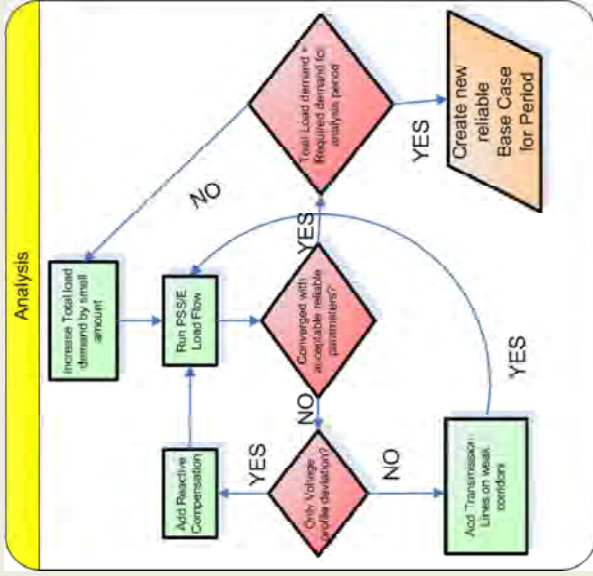 Analysis
Increase Total load
demand by small
amount
Run PSS/E
Load Flow
Add Reactive
Compensation
Converged with
acceptable reliable
parameters?
Total Load demand =
Required demand for
analysis period
NO
YES
Create new
reliable
Base Case
for Period
YES
NO
Only Voltage
profile deviation?
YES
NO
Add Transmission
Lines on weak
corridors
YES